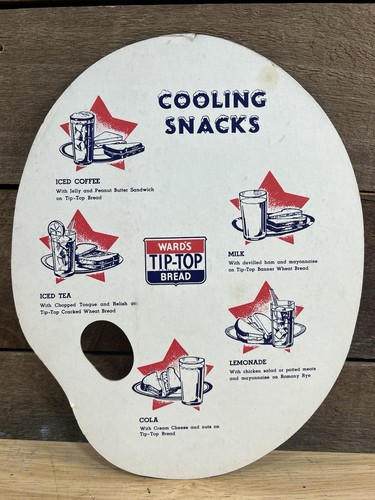 COOLING
SNACKS
ICED COFFEE
With Jelly and Peanut Butter Sandwich
on Tip-Top Bread
MILK
With devilled ham and mayonnaise
on Tip-Top Banner Wheat Bread
WARD'S
TIP-TOP
BREAD
ICED TEA
With Chopped Tongue and Relish on
Tip-Top Cracked Wheat Bread
LEMONADE
With chicken salad or potted meats
and mayonnaise on Romany Rye
COLA
With Cream Cheese and nuts on
Tip-Top Bread